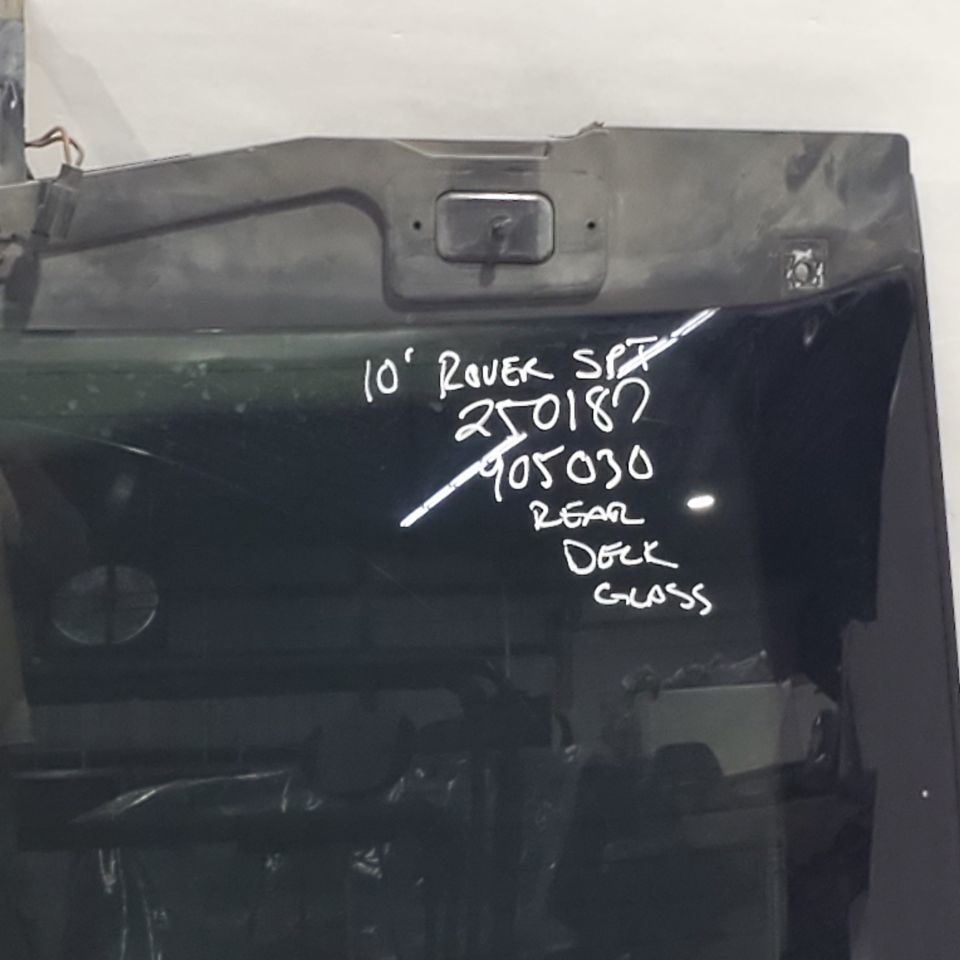 10' ROVER SPT
250187
905030
REAR
DECK
GLASS